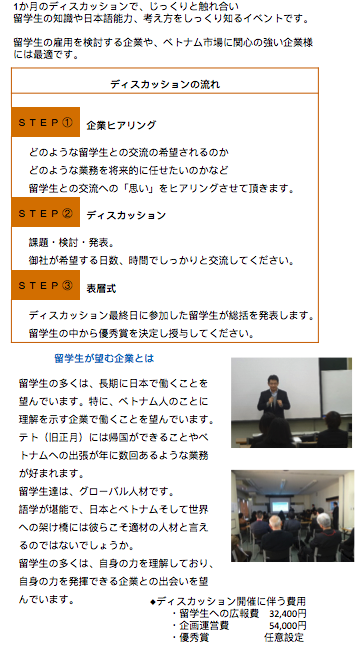 1か月のディスカッションで、じっくりと触れ合い
留学生の知識や日本語能力、考え方をしっくり知るイベントです。
留学生の雇用を検討する企業や、ベトナム市場に関心の強い企業様
には最適です。
ディスカッションの流れ
ＳＴＥＰ①　企業ヒアリング
どのような留学生との交流の希望されるのか
どのような業務を将来的に任せたいのかなど
留学生との交流への「思い」をヒアリングさせて頂きます。
ＳＴＥＰ②　ディスカッション
課題・検討・発表。
御社が希望する日数、時間でしっかりと交流してください。
ＳＴＥＰ③　表層式
ディスカッション最終日に参加した留学生が総括を発表します。
留学生の中から優秀賞を決定し授与してください。
留学生が望む企業とは
留学生の多くは、長期に日本で働くことを
望んでいます。特に、ベトナム人のことに
理解を示す企業で働くことを望んでいます。
テト（旧正月）には帰国ができることやベ
トナムへの出張が年に数回あるような業務
が好まれます。
留学生達は、グローバル人材です。
語学が堪能で、日本とベトナムそして世界
への架け橋には彼らこそ適材の人材と言え
るのではないでしょうか。
留学生の多くは、自身の力を理解しており、
自身の力を発揮できる企業との出会いを望
んでいます。
◆ディスカッション開催に伴う費用
・留学生への広報費　32,400円
・企画運営費　54,000円
・優秀賞　任意設定